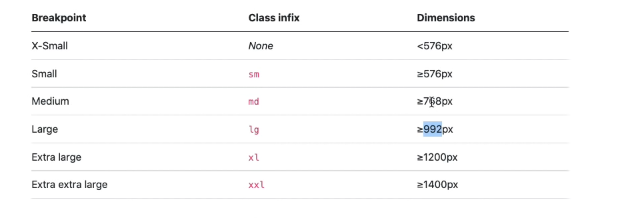 Breakpoint Class infix Dimensions
X-Small None <576px
Small sm ≥576px
Medium md ≥768px
Large lg ≥992px
Extra large xl ≥1200px
Extra extra large xxl ≥1400px